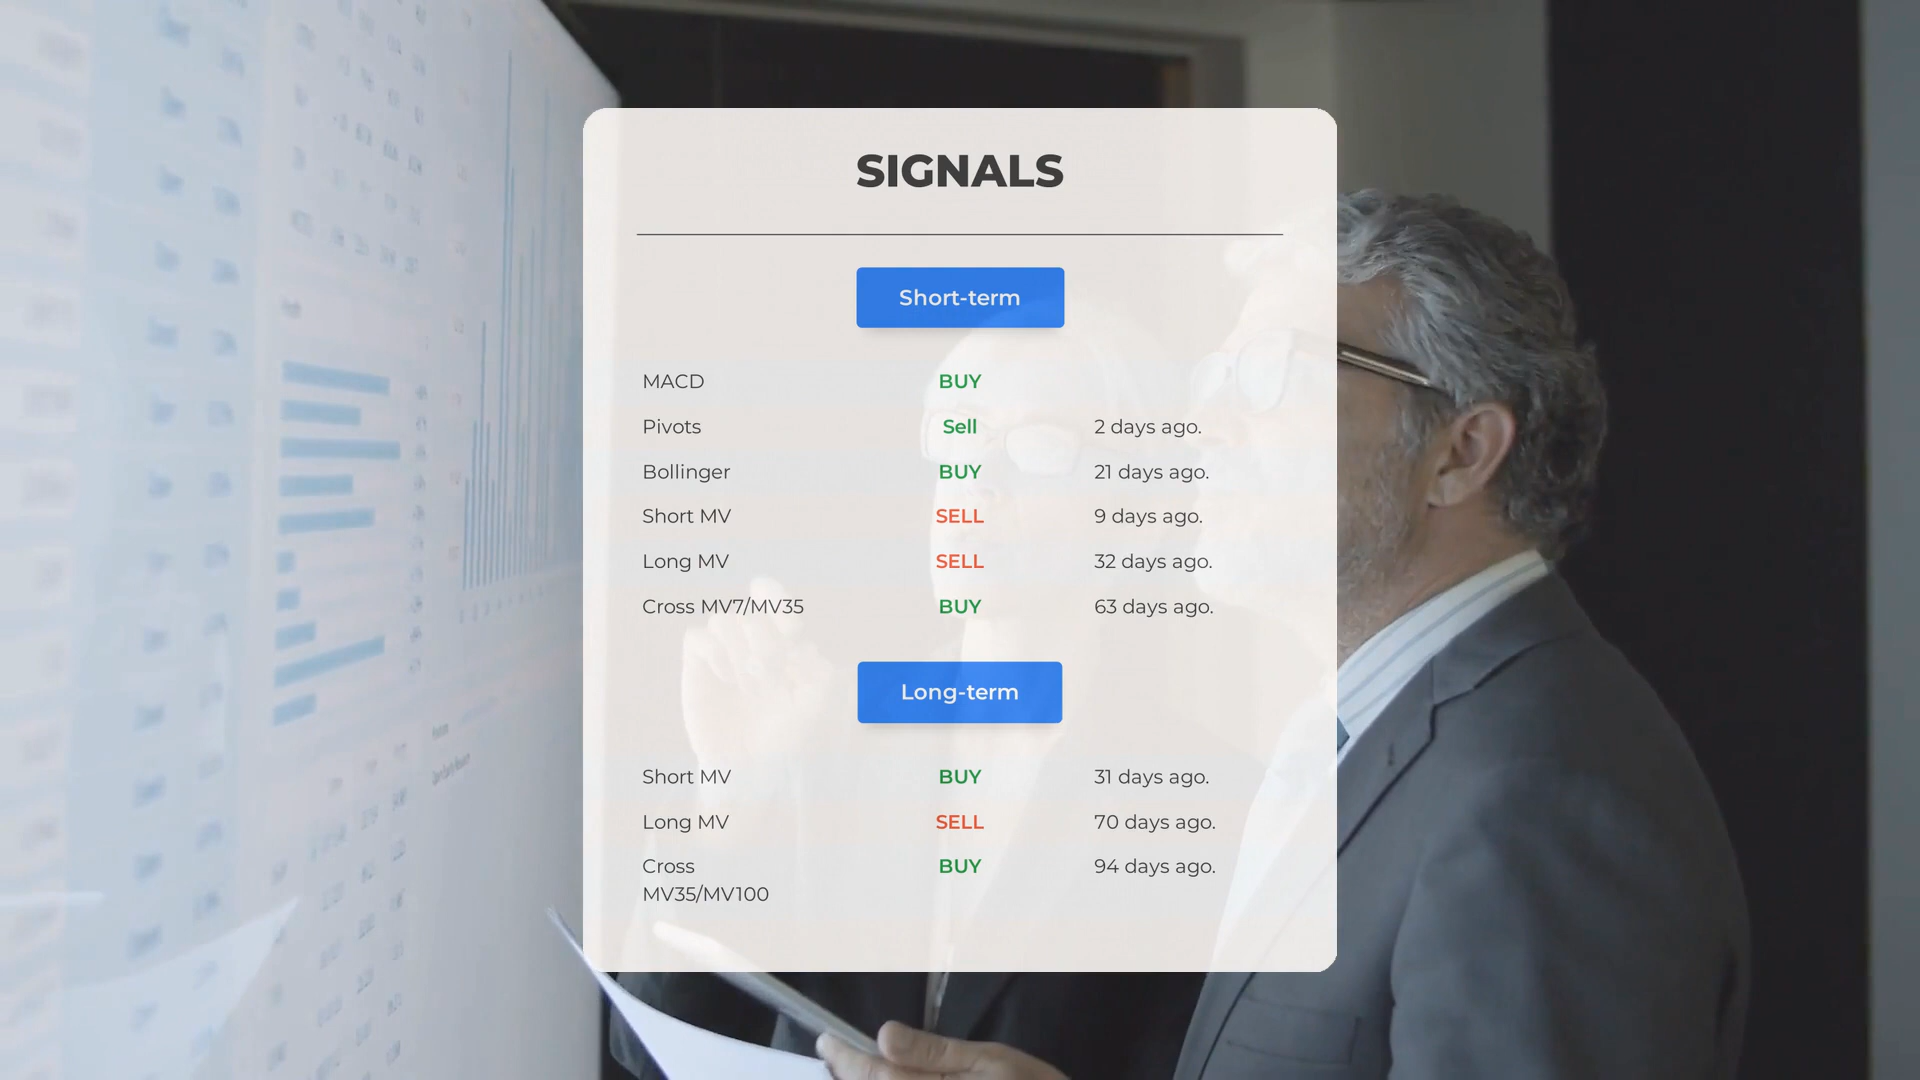 SIGNALS
Short-term
MACD BUY
Pivots Sell 2 days ago.
Bollinger BUY 21 days ago.
Short MV SELL 9 days ago.
Long MV SELL 32 days ago.
Cross MV7/MV35 BUY 63 days ago.
Long-term
Short MV BUY 31 days ago.
Long MV SELL 70 days ago.
Cross BUY 94 days ago.
MV35/MV100